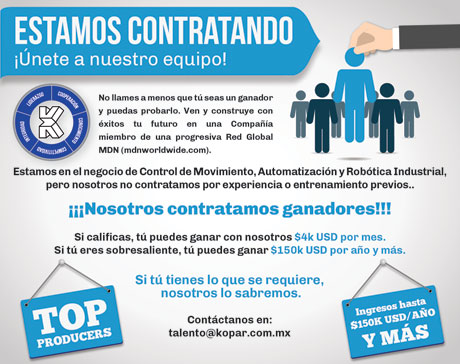 ESTAMOS CONTRATANDO
¡Únete a nuestro equipo!
LIDERAZGO
COOPERACIÓN
CONOCIMIENTO
COMPETITIVIDAD
K
No llames a menos que tú seas un ganador
y puedas probarlo. Ven y construye con
éxitos tu futuro en una Compañía
miembro de una progresiva Red Global
MDN (mdnworldwide.com).
Estamos en el negocio de Control de Movimiento, Automatización y Robótica Industrial,
pero nosotros no contratamos por experiencia o entrenamiento previos..
¡¡¡Nosotros contratamos ganadores!!!
Si calificas, tú puedes ganar con nosotros $4k USD por mes.
Si tú eres sobresaliente, tú puedes ganar $150k USD por año y más.
Si tú tienes lo que se requiere,
nosotros lo sabremos.
Contáctanos en:
talento@kopar.com.mx
TOP
PRODUCERS
Ingresos hasta
$150K USD/AÑO
Y MÁS